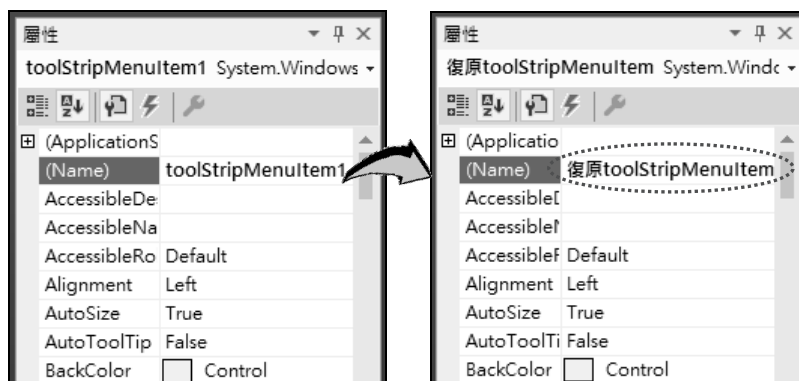 屬性
toolStripMenuItem1 System.Windows
(ApplicationS
(Name) toolStripMenuItem1
AccessibleDe
AccessibleNa
AccessibleRo Default
Alignment Left
AutoSize True
AutoToolTip False
BackColor Control
屬性
復原toolStripMenuItem System.Windc
(Applicatio
(Name) 復原toolStripMenuItem
Accessible
Accessible
Accessible Default
Alignment Left
AutoSize True
AutoToolTi False
BackColor Control